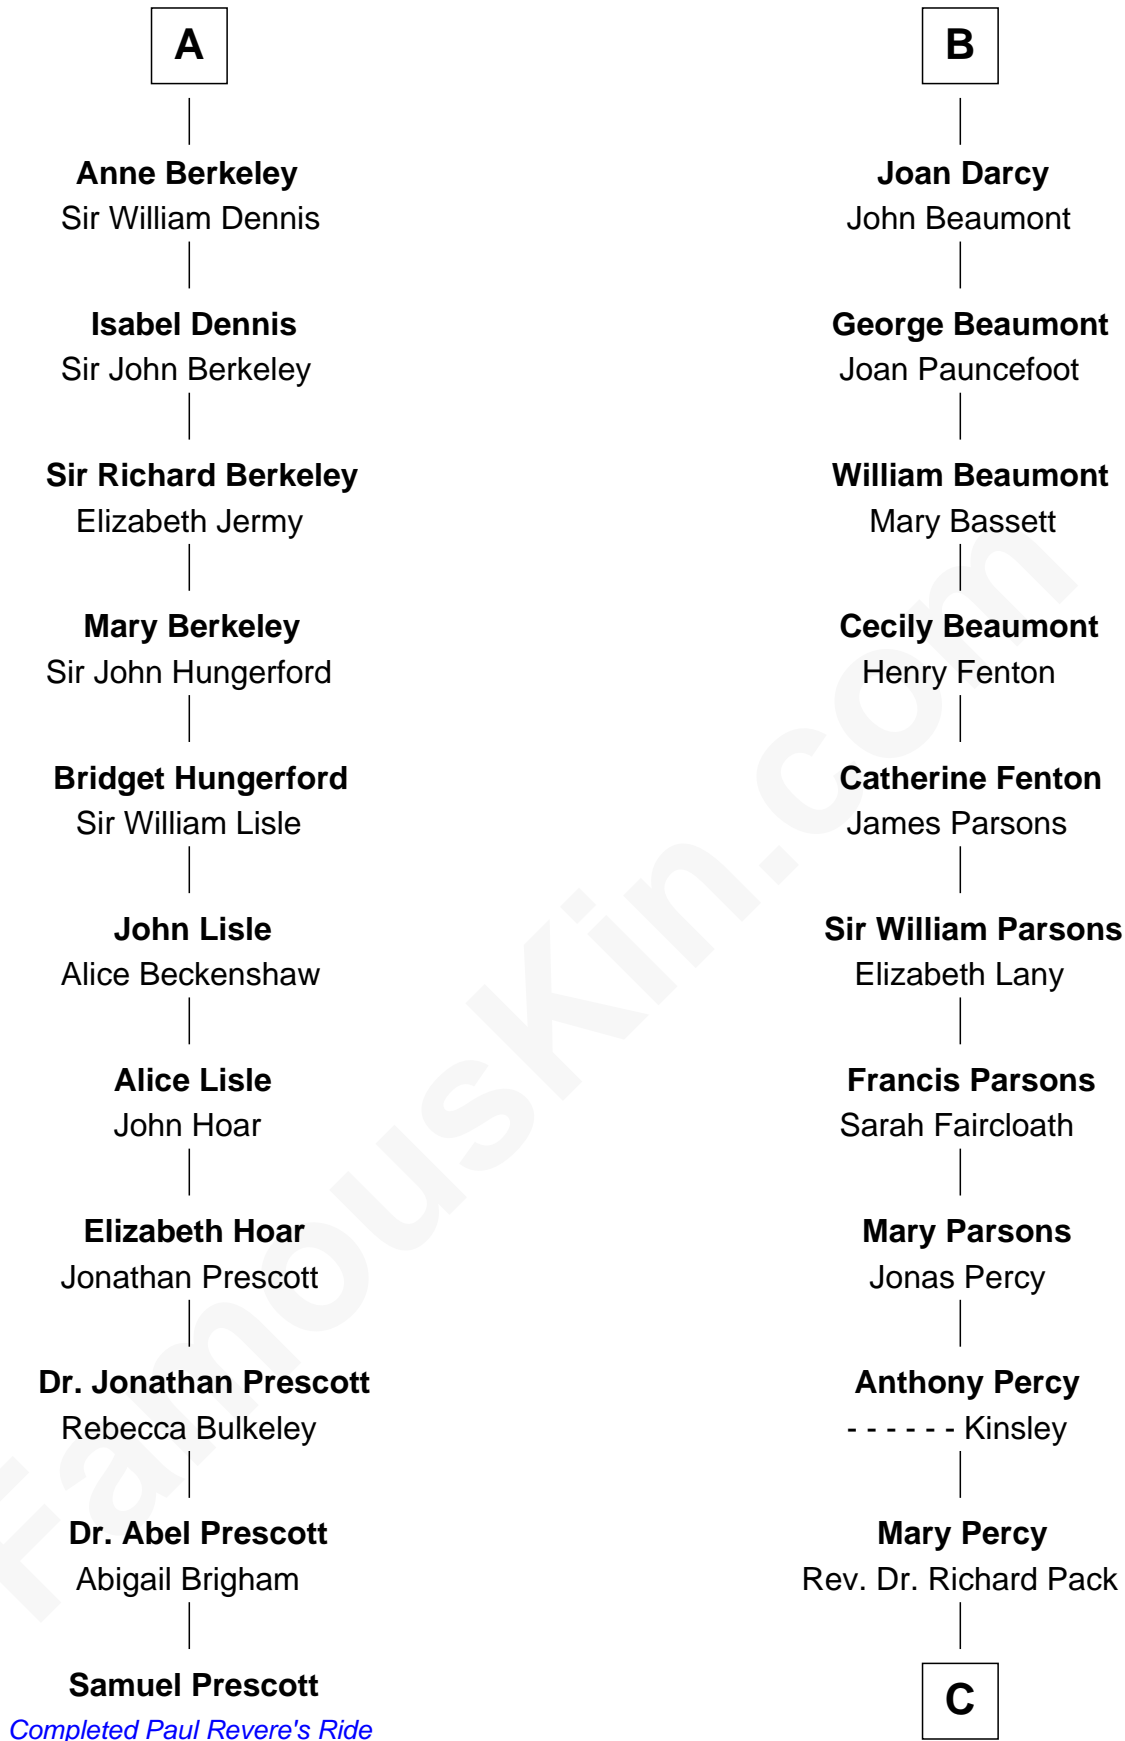 A
Anne Berkeley
Sir William Dennis
Isabel Dennis
Sir John Berkeley
Sir Richard Berkeley
Elizabeth Jermy
Mary Berkeley
Sir John Hungerford
Bridget Hungerford
Sir William Lisle
John Lisle
Alice Beckenshaw
Alice Lisle
John Hoar
Elizabeth Hoar
Jonathan Prescott
Dr. Jonathan Prescott
Rebecca Bulkeley
Dr. Abel Prescott
Abigail Brigham
Samuel Prescott
Completed Paul Revere's Ride
B
Joan Darcy
John Beaumont
George Beaumont
Joan Pauncefoot
William Beaumont
Mary Bassett
Cecily Beaumont
Henry Fenton
Catherine Fenton
James Parsons
Sir William Parsons
Elizabeth Lany
Francis Parsons
Sarah Faircloath
Mary Parsons
Jonas Percy
Anthony Percy
- - - - - - Kinsley
Mary Percy
Rev. Dr. Richard Pack
C
FamousKin.com